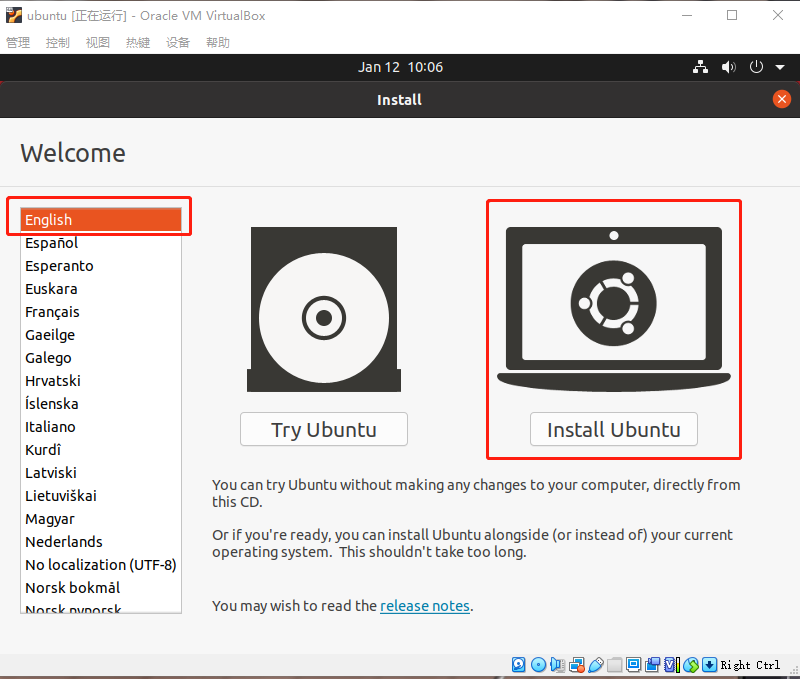 ubuntu [正在运行] - Oracle VM VirtualBox
管理 控制 视图 热键 设备 帮助
Jan 12 10:06
Install
Welcome
English
Español
Esperanto
Euskara
Français
Gaeilge
Galego
Hrvatski
Íslenska
Italiano
Kurdî
Latviski
Lietuviškai
Magyar
Nederlands
No localization (UTF-8)
Norsk bokmål
Norsk nynorsk
Try Ubuntu
Install Ubuntu
You can try Ubuntu without making any changes to your computer, directly from
this CD.
Or if you're ready, you can install Ubuntu alongside (or instead of) your current
operating system. This shouldn't take too long.
You may wish to read the release notes.
Right Ctrl